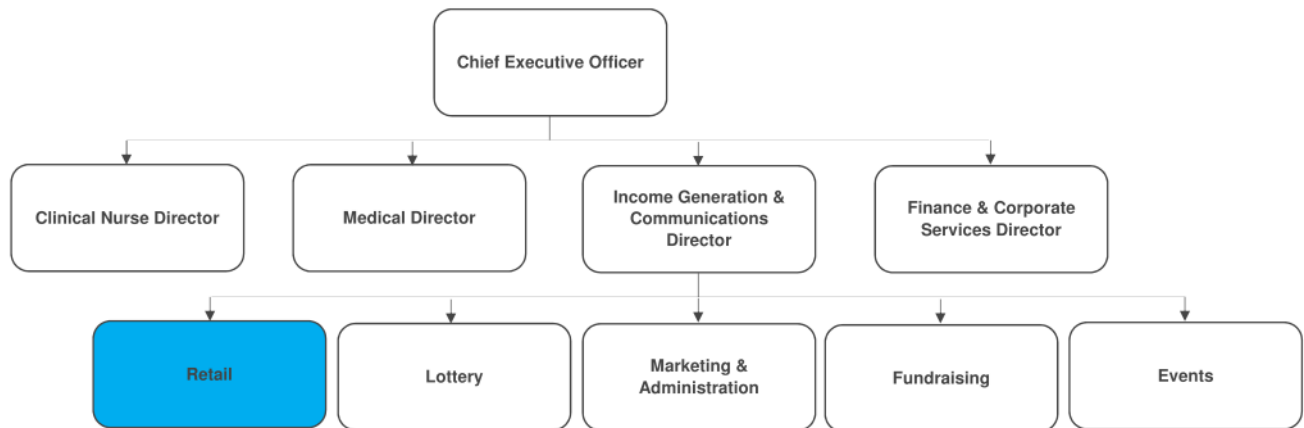 Chief Executive Officer
Clinical Nurse Director
Medical Director
Income Generation &
Communications
Director
Finance & Corporate
Services Director
Retail
Lottery
Marketing &
Administration
Fundraising
Events